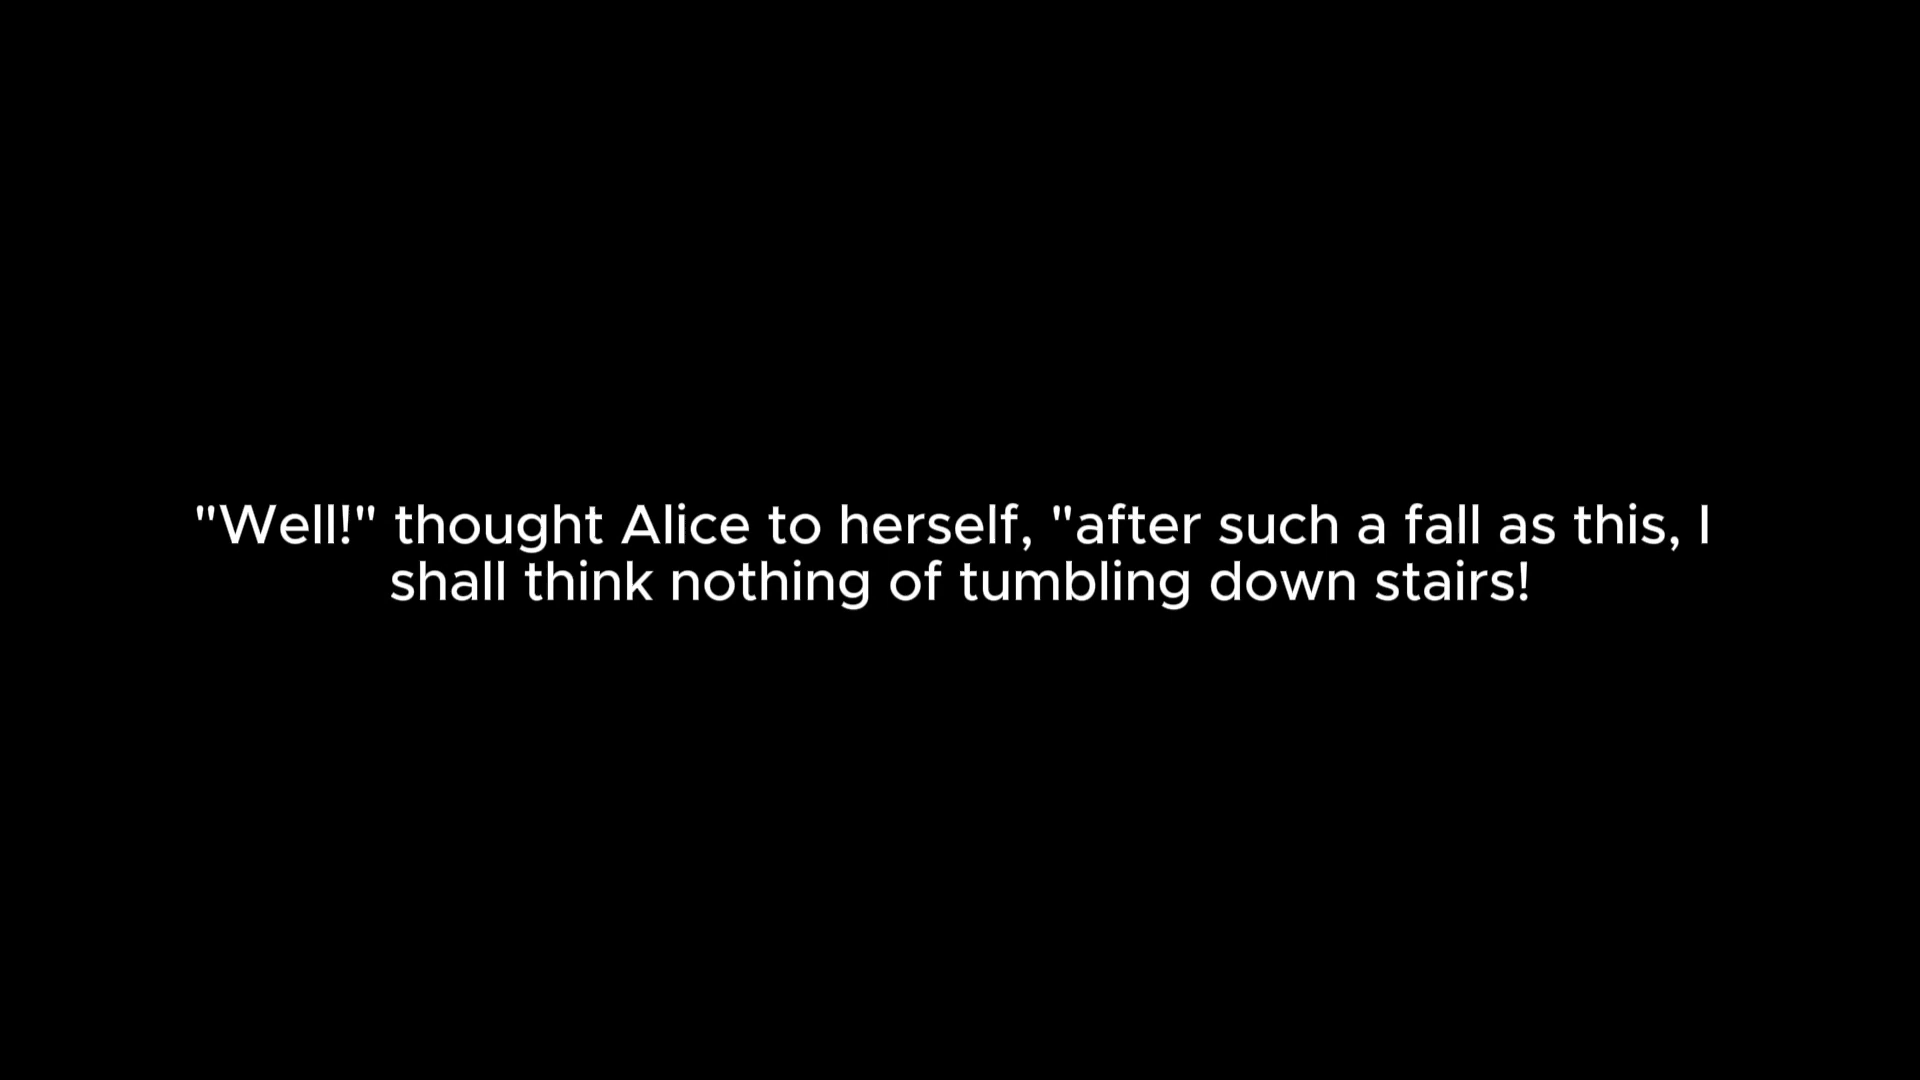 "Well!" thought Alice to herself, "after such a fall as this, I
shall think nothing of tumbling down stairs!